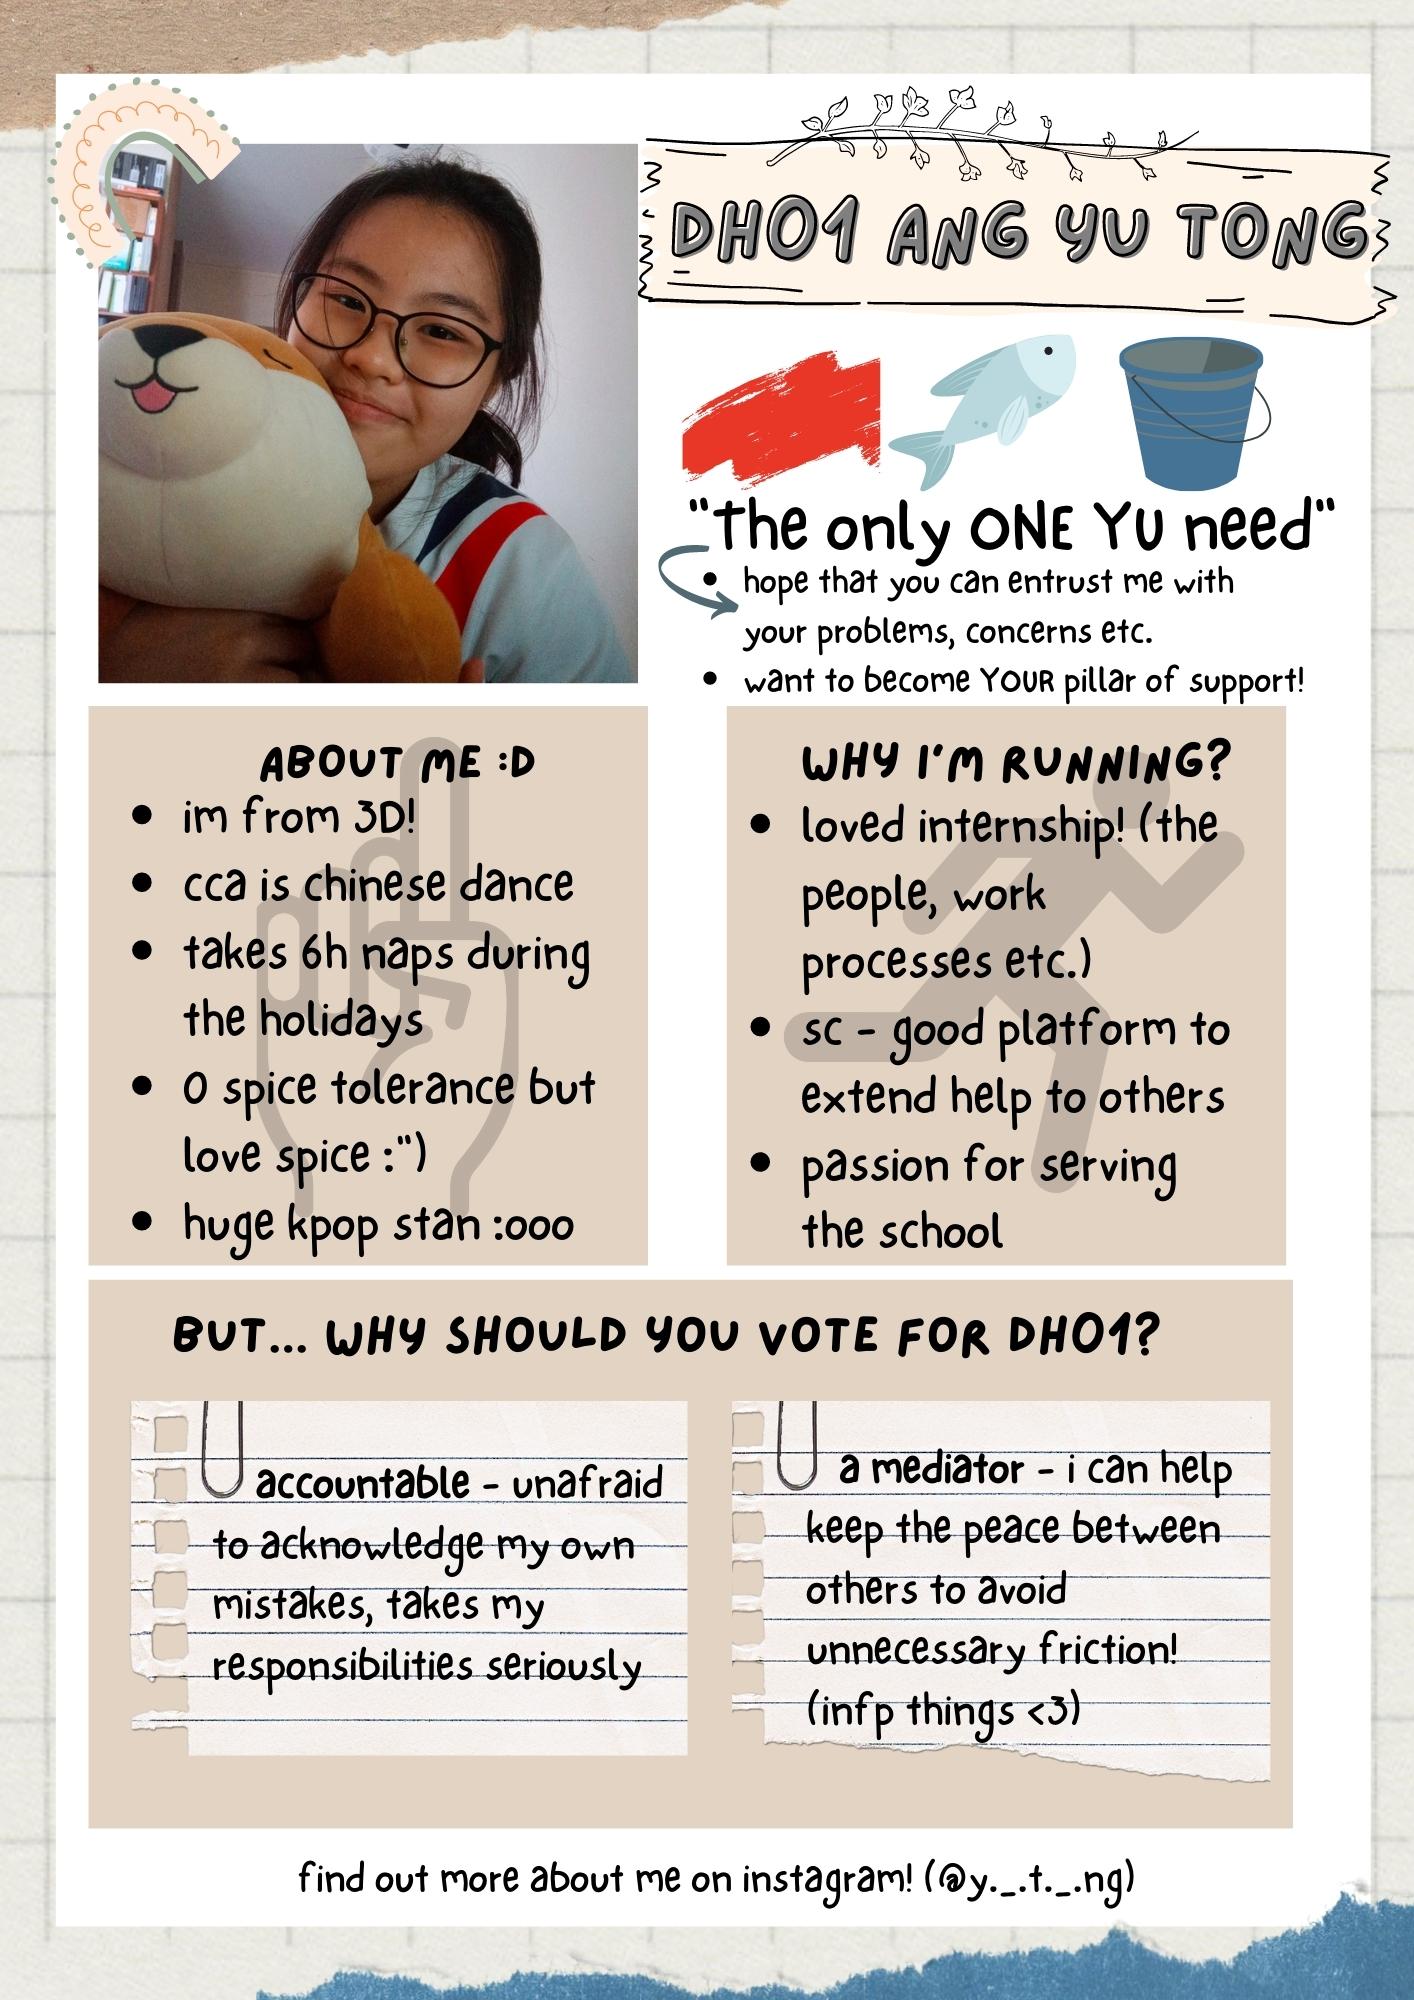 DHO1 ANG YU TONG
"The only ONE YU need"
• hope that you can entrust me with
your problems, concerns etc.
• want to become YOUR pillar of support!
ABOUT ME :D
• im from 3D!
• cca is chinese dance
• takes 6h naps during
the holidays
• 0 spice tolerance but
love spice :")
• huge kpop stan :ooo
WHY I'M RUNNING?
• loved internship! (the
people, work
processes etc.)
• sc - good platform to
extend help to others
• passion for serving
the school
BUT... WHY SHOULD YOU VOTE FOR DHO1?
accountable - unafraid
to acknowledge my own
mistakes, takes my
responsibilities seriously
a mediator - i can help
keep the peace between
others to avoid
unnecessary friction!
(infp things <3)
find out more about me on instagram! (@y._.t._.ng)